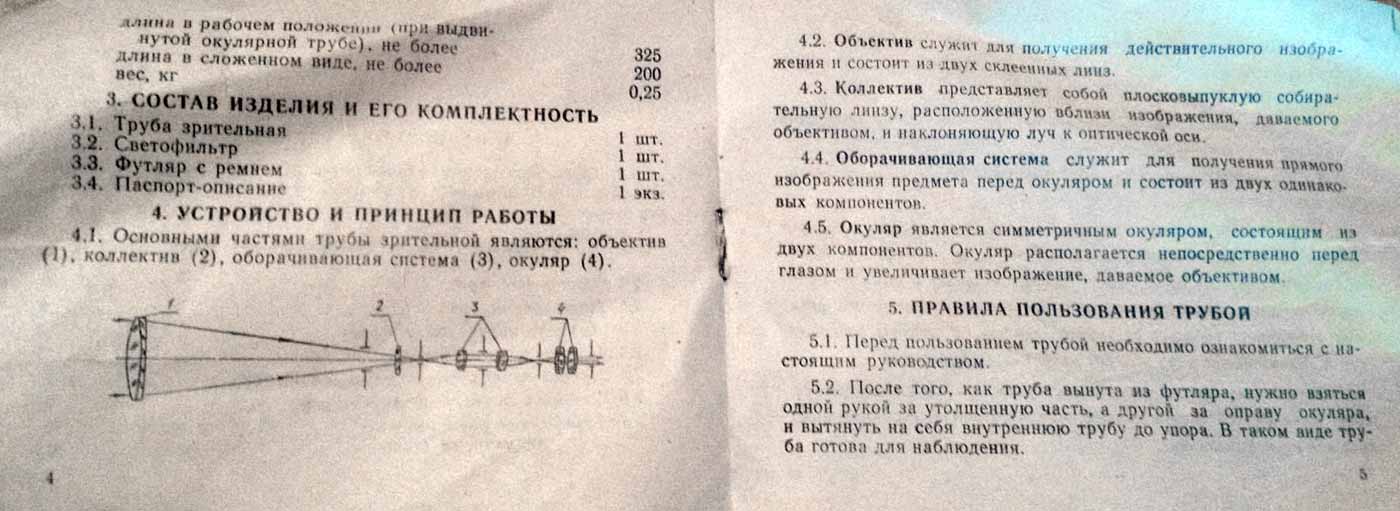 длина в рабочем положении (при выдви-
нутой окулярной трубе), не более 325
длина в сложенном виде, не более 200
вес, кг 0,25
3. СОСТАВ ИЗДЕЛИЯ И ЕГО КОМПЛЕКТНОСТЬ
3.1. Труба зрительная 1 шт.
3.2. Светофильтр 1 шт.
3.3. Футляр с ремнем 1 шт.
3.4. Паспорт-описание 1 экз.
4. УСТРОЙСТВО И ПРИНЦИП РАБОТЫ
4.1. Основными частями трубы зрительной являются: объектив
(1), коллектив (2), оборачивающая система (3), окуляр (4).
1 2 3 4
4
4.2. Объектив служит для получения действительного изобра-
жения и состоит из двух склеенных линз.
4.3. Коллектив представляет собой плосковыпуклую собира-
тельную линзу, расположенную вблизи изображения, даваемого
объективом, и наклоняющую луч к оптической оси.
4.4. Оборачивающая система служит для получения прямого
изображения предмета перед окуляром и состоит из двух одинако-
вых компонентов.
4.5. Окуляр является симметричным окуляром, состоящим из
двух компонентов. Окуляр располагается непосредственно перед
глазом и увеличивает изображение, даваемое объективом.
5. ПРАВИЛА ПОЛЬЗОВАНИЯ ТРУБОЙ
5.1. Перед пользованием трубой необходимо ознакомиться с на-
стоящим руководством.
5.2. После того, как труба вынута из футляра, нужно взяться
одной рукой за утолщенную часть, а другой за оправу окуляра,
и вытянуть на себя внутреннюю трубу до упора. В таком виде тру-
ба готова для наблюдения.
5